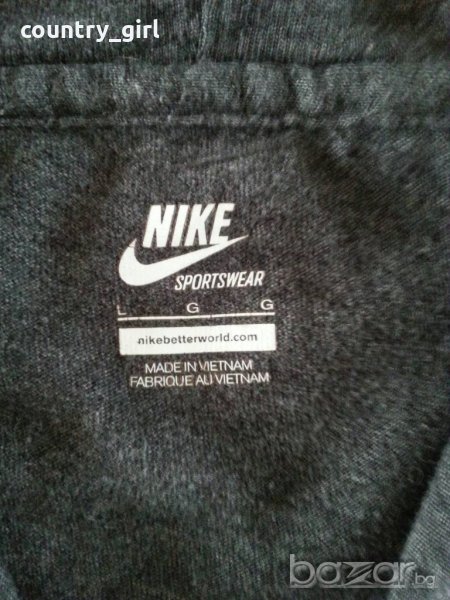 country_girl
NIKE
SPORTSWEAR
L G G
nikebetterworld.com
MADE IN VIETNAM
FABRIQUE AU VIETNAM
bazar.bg